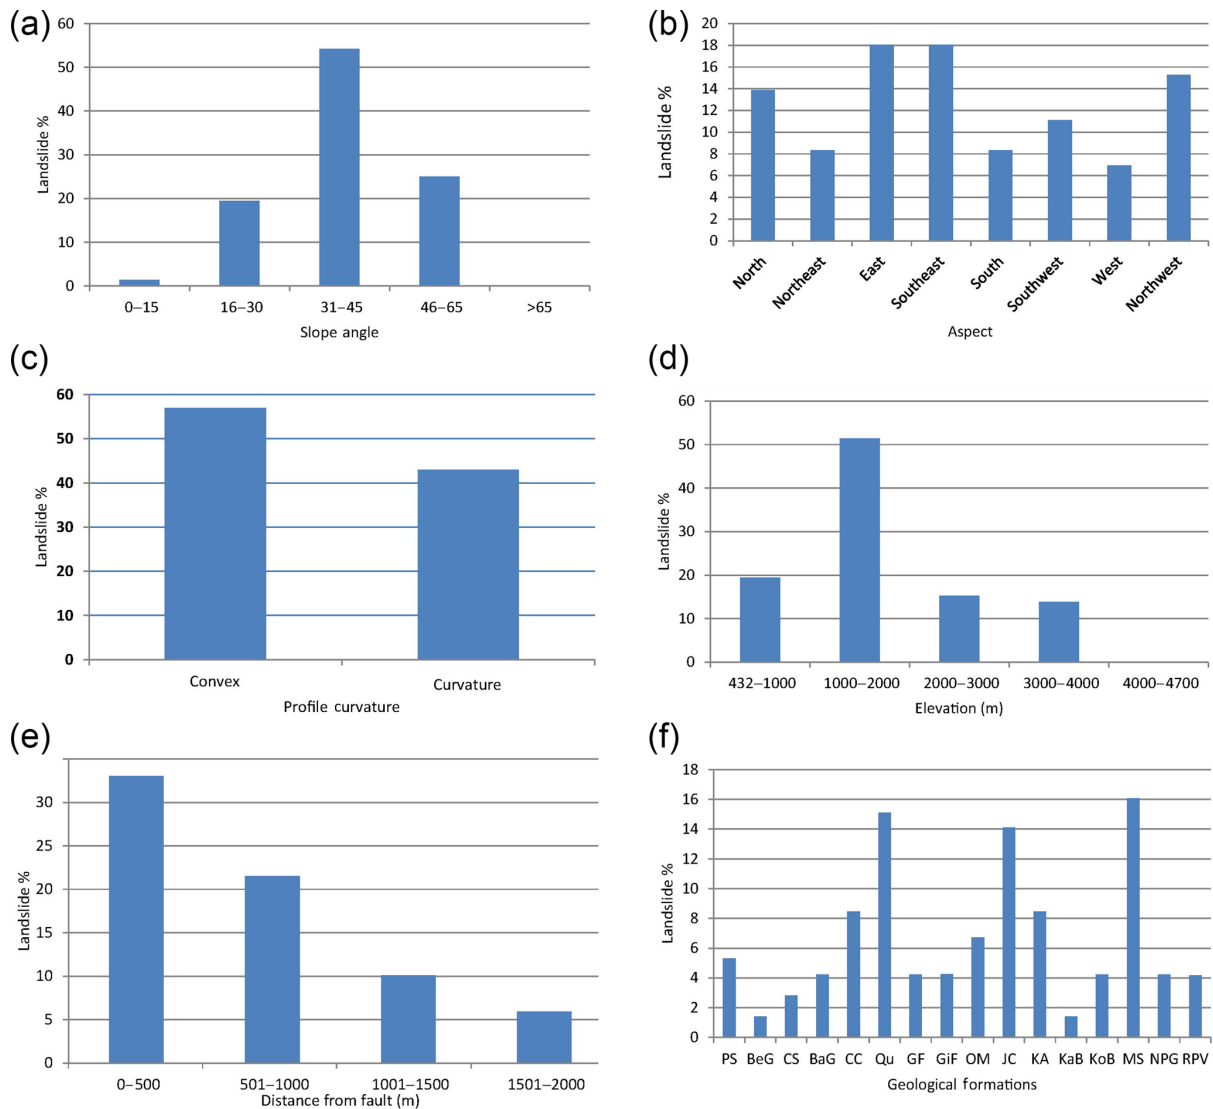 (a)
60
50
40
30
20
10
0
Landslide %
0–15 16–30 31–45 46–65 >65
Slope angle
(b)
20
18
16
14
12
10
8
6
4
2
0
Landslide %
North Northeast East Southeast South Southwest West Northwest
Aspect
(c)
60
50
40
30
20
10
0
Landslide %
Convex Curvature
Profile curvature
(d)
60
50
40
30
20
10
0
Landslide %
432–1000 1000–2000 2000–3000 3000–4000 4000–4700
Elevation (m)
(e)
30
25
20
15
10
5
0
Landslide %
0–500 501–1000 1001–1500 1501–2000
Distance from fault (m)
(f)
18
16
14
12
10
8
6
4
2
0
Landslide %
PS BeG CS BaG CC Qu GF GiF OM JC KA KaB KoB MS NPG RPV
Geological formations